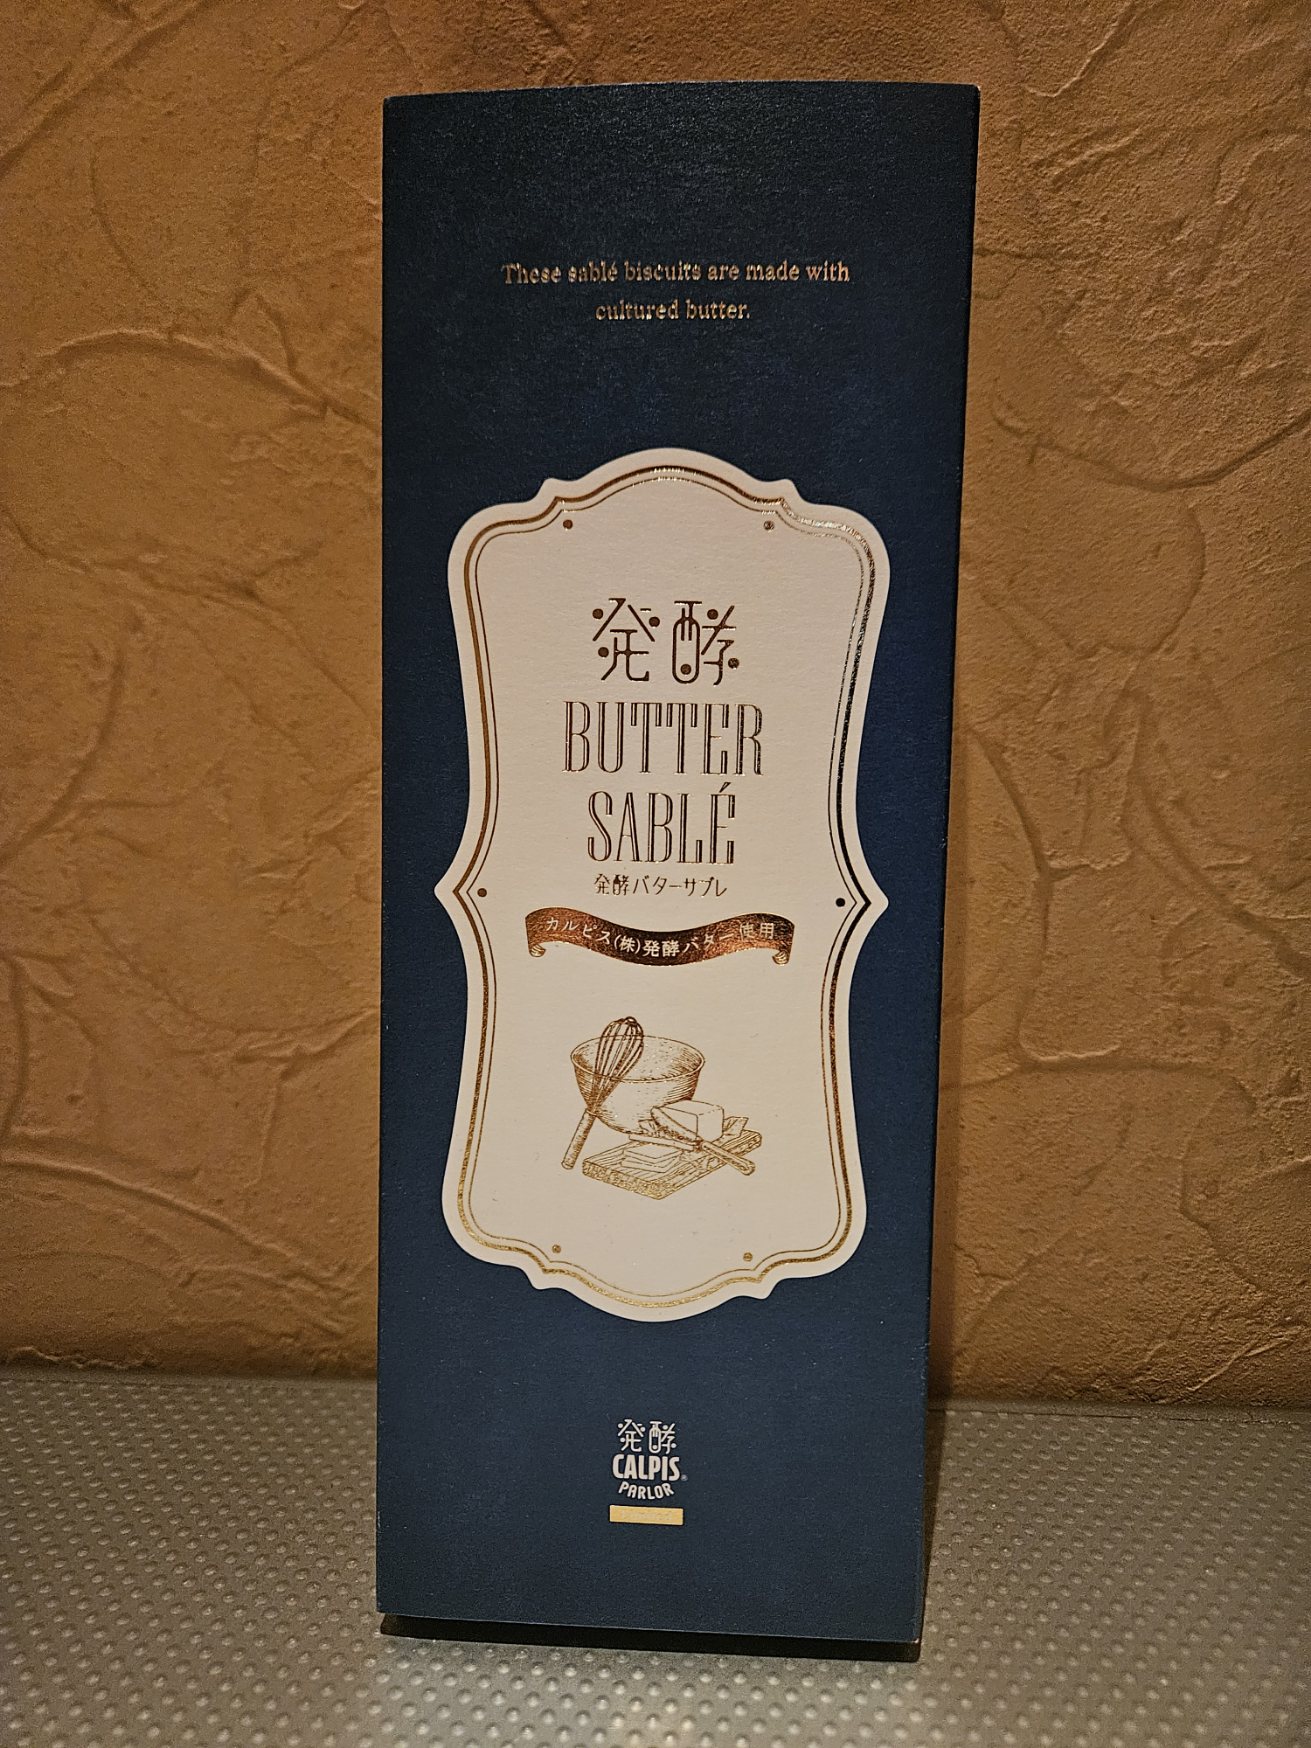 These sablé biscuits are made with
cultured butter.
発酵
BUTTER
SABLÉ
発酵バターサブレ
カルピス(株)発酵バター使用
発酵
CALPIS®
PARLOR